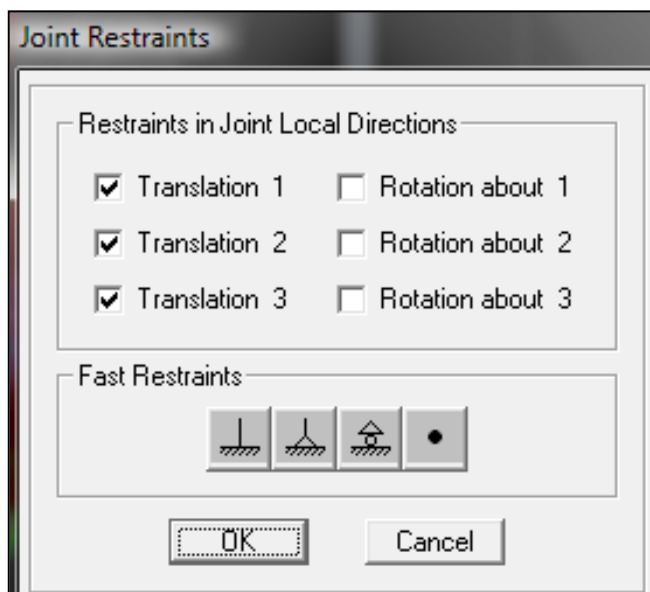 Joint Restraints
Restraints in Joint Local Directions
Translation 1 Rotation about 1
Translation 2 Rotation about 2
Translation 3 Rotation about 3
Fast Restraints
OK Cancel